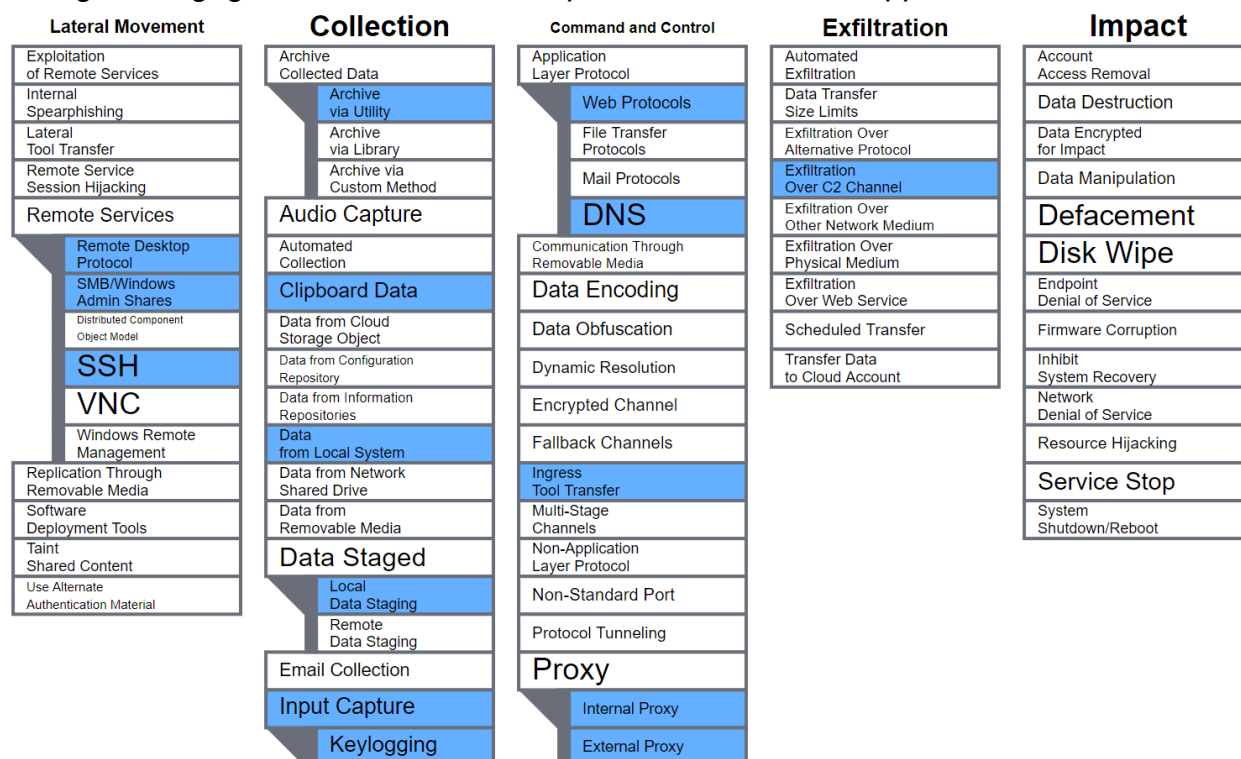 Lateral Movement
Exploitation
of Remote Services
Internal
Spearphishing
Lateral
Tool Transfer
Remote Service
Session Hijacking
Remote Services
Remote Desktop
Protocol
SMB/Windows
Admin Shares
Distributed Component
Object Model
SSH
VNC
Windows Remote
Management
Replication Through
Removable Media
Software
Deployment Tools
Taint
Shared Content
Use Alternate
Authentication Material
Collection
Archive
Collected Data
Archive
via Utility
Archive
via Library
Archive via
Custom Method
Audio Capture
Automated
Collection
Clipboard Data
Data from Cloud
Storage Object
Data from Configuration
Repository
Data from Information
Repositories
Data
from Local System
Data from Network
Shared Drive
Data from
Removable Media
Data Staged
Local
Data Staging
Remote
Data Staging
Email Collection
Input Capture
Keylogging
Command and Control
Application
Layer Protocol
Web Protocols
File Transfer
Protocols
Mail Protocols
DNS
Communication Through
Removable Media
Data Encoding
Data Obfuscation
Dynamic Resolution
Encrypted Channel
Fallback Channels
Ingress
Tool Transfer
Multi-Stage
Channels
Non-Application
Layer Protocol
Non-Standard Port
Protocol Tunneling
Proxy
Internal Proxy
External Proxy
Exfiltration
Automated
Exfiltration
Data Transfer
Size Limits
Exfiltration Over
Alternative Protocol
Exfiltration
Over C2 Channel
Exfiltration Over
Other Network Medium
Exfiltration Over
Physical Medium
Exfiltration
Over Web Service
Scheduled Transfer
Transfer Data
to Cloud Account
Impact
Account
Access Removal
Data Destruction
Data Encrypted
for Impact
Data Manipulation
Defacement
Disk Wipe
Endpoint
Denial of Service
Firmware Corruption
Inhibit
System Recovery
Network
Denial of Service
Resource Hijacking
Service Stop
System
Shutdown/Reboot